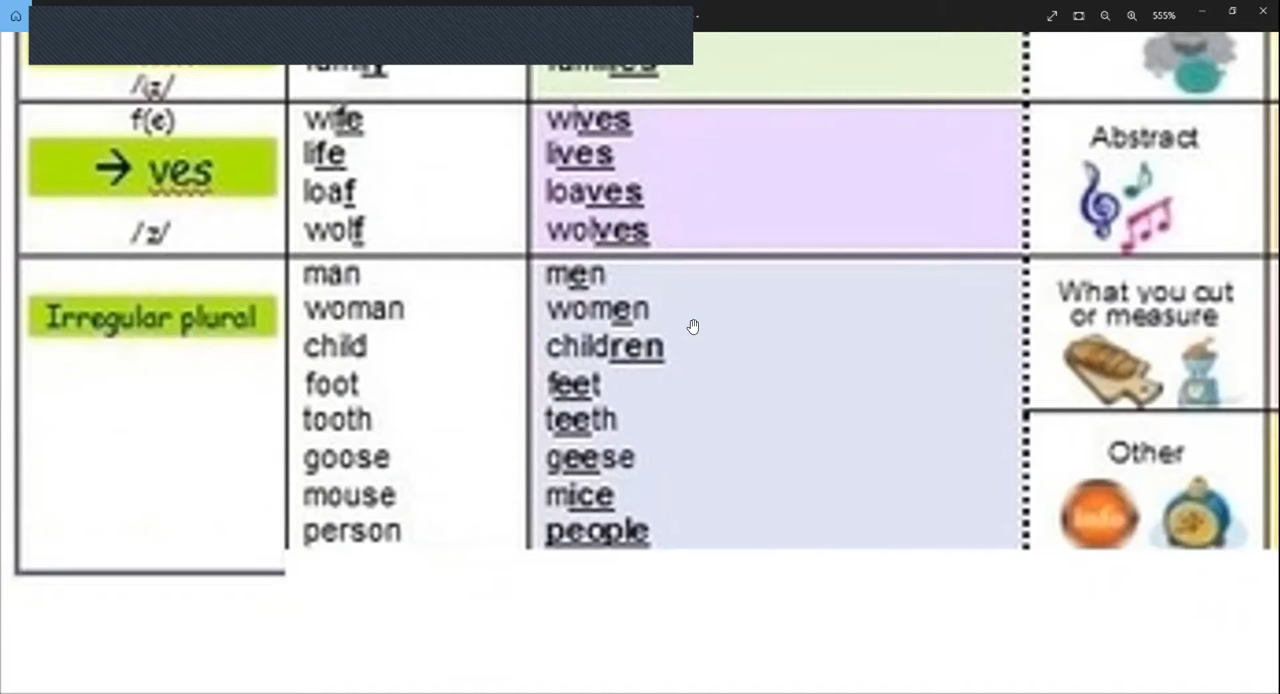 555%
/ɪz/
f(e)
→ ves
/z/
wife wives
life lives
loaf loaves
wolf wolves
Irregular plural
man men
woman women
child children
foot feet
tooth teeth
goose geese
mouse mice
person people
Abstract
What you cut
or measure
Other